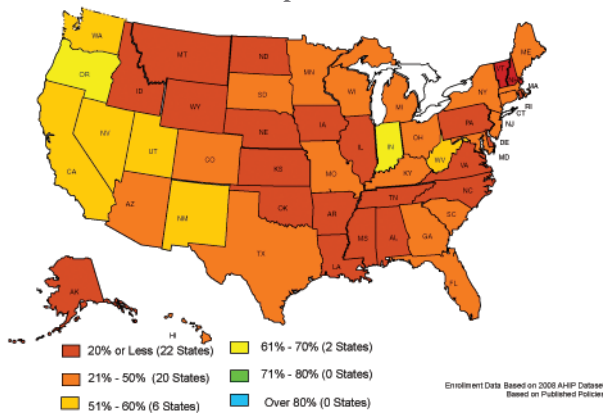 WA
MT
ND
ME
OR
MN
VT
NH
ID
SD
WI
NY
MA
WY
MI
RI
CT
IA
PA
NJ
NE
NV
IL
IN
OH
DE
UT
MD
CO
WV
VA
CA
KS
MO
KY
NC
TN
AZ
OK
NM
AR
SC
MS
AL
GA
TX
LA
FL
AK
HI
20% or Less (22 States)
21% - 50% (20 States)
51% - 60% (6 States)
61% - 70% (2 States)
71% - 80% (0 States)
Over 80% (0 States)
Enrollment Data Based on 2008 AHIP Datase
Based on Published Policie